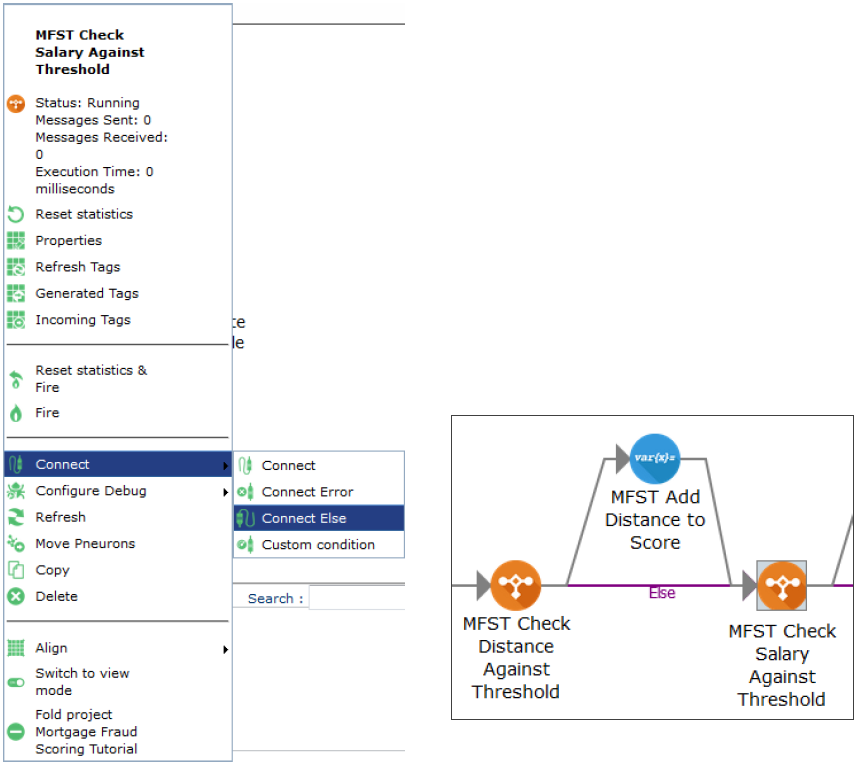 MFST Check
Salary Against
Threshold
Status: Running
Messages Sent: 0
Messages Received:
0
Execution Time: 0
milliseconds
Reset statistics
Properties
Refresh Tags
Generated Tags
Incoming Tags
Reset statistics &
Fire
Fire
Connect
Configure Debug
Refresh
Move Pneurons
Copy
Delete
Align
Switch to view
mode
Fold project
Mortgage Fraud
Scoring Tutorial
Connect
Connect Error
Connect Else
Custom condition
Search :
var{x}=
MFST Add
Distance to
Score
Else
MFST Check
Distance
Against
Threshold
MFST Check
Salary
Against
Threshold